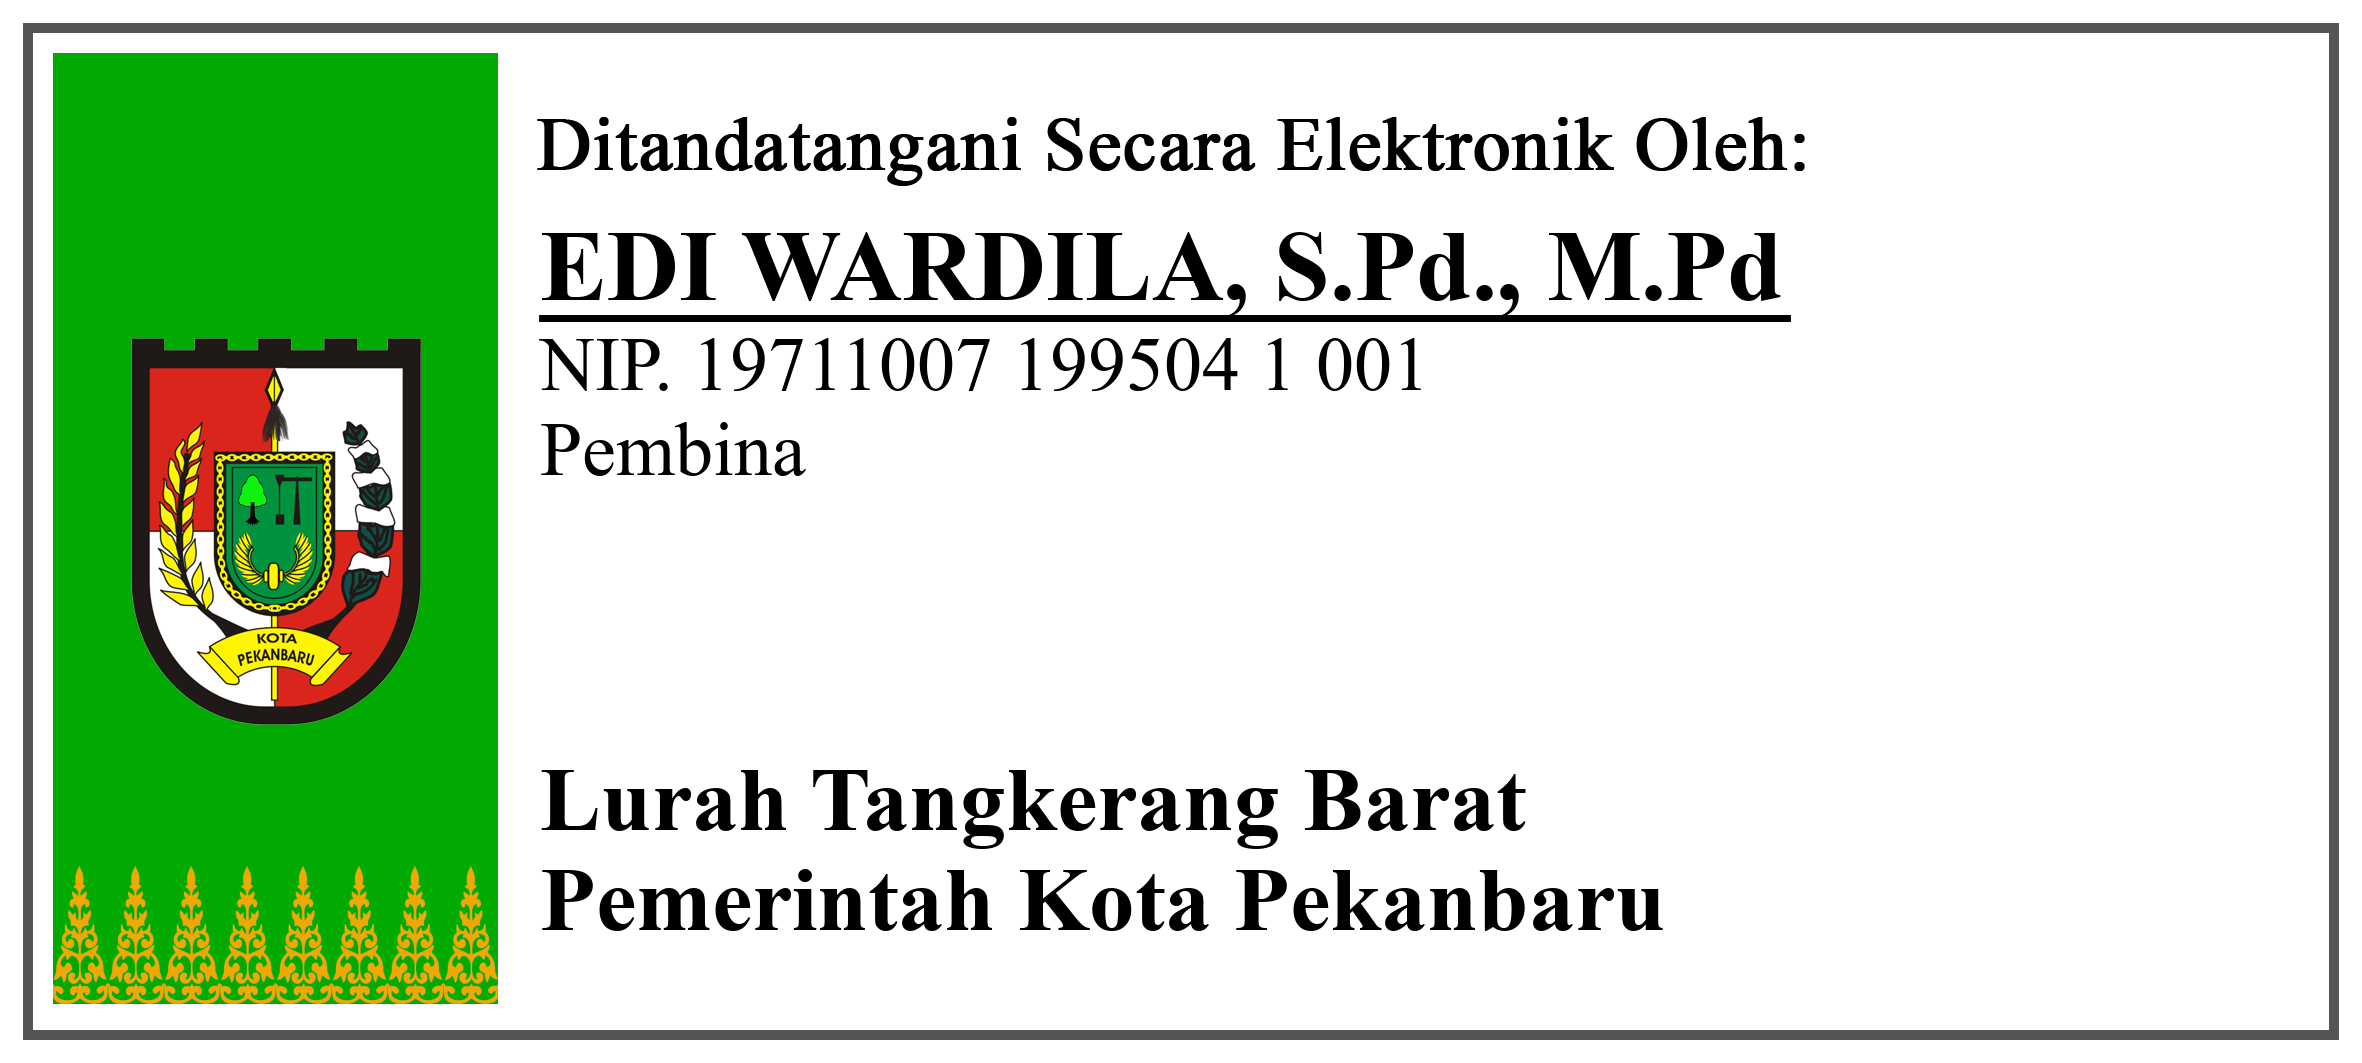 Ditandatangani Secara Elektronik Oleh:
EDI WARDILA, S.Pd., M.Pd
NIP. 19711007 199504 1 001
Pembina
KOTA
PEKANBARU
Lurah Tangkerang Barat
Pemerintah Kota Pekanbaru